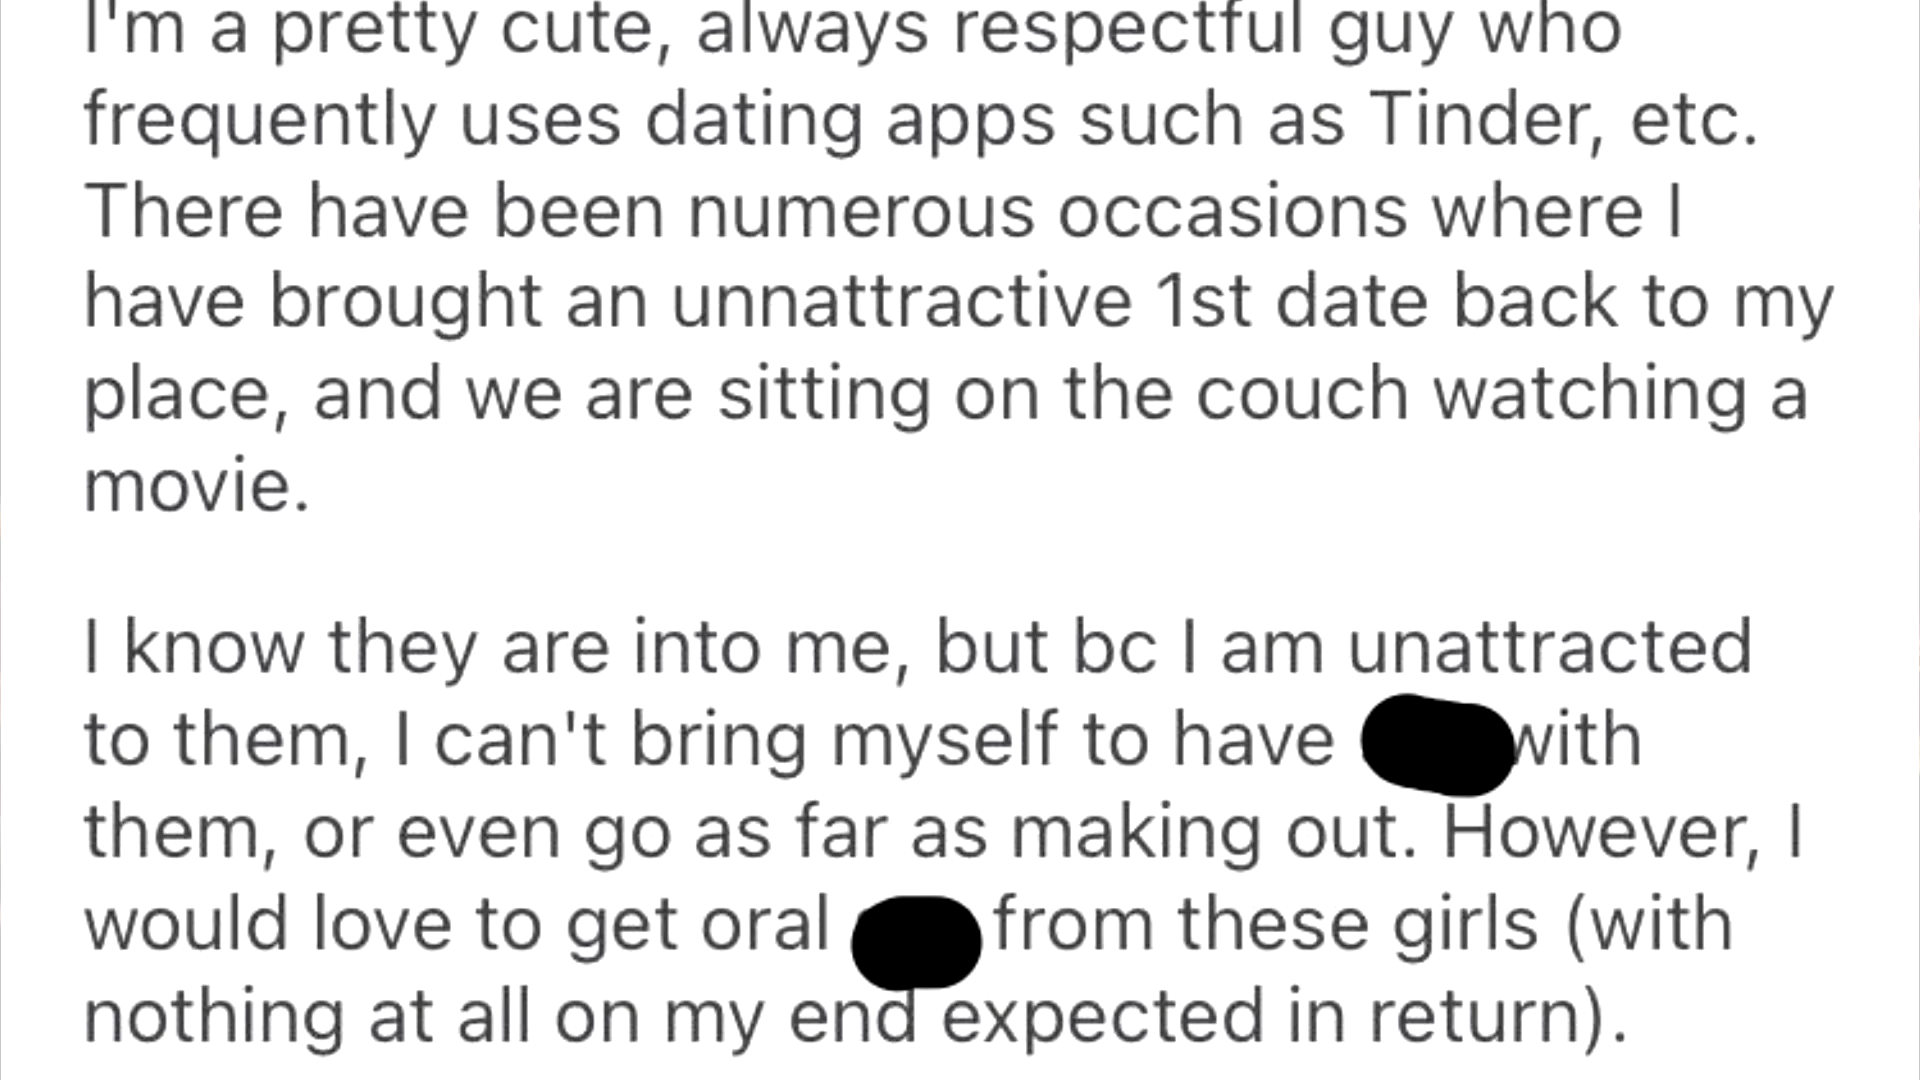 I'm a pretty cute, always respectful guy who
frequently uses dating apps such as Tinder, etc.
There have been numerous occasions where I
have brought an unnattractive 1st date back to my
place, and we are sitting on the couch watching a
movie.
I know they are into me, but bc I am unattracted
to them, I can't bring myself to have with
them, or even go as far as making out. However, I
would love to get oral from these girls (with
nothing at all on my end expected in return).